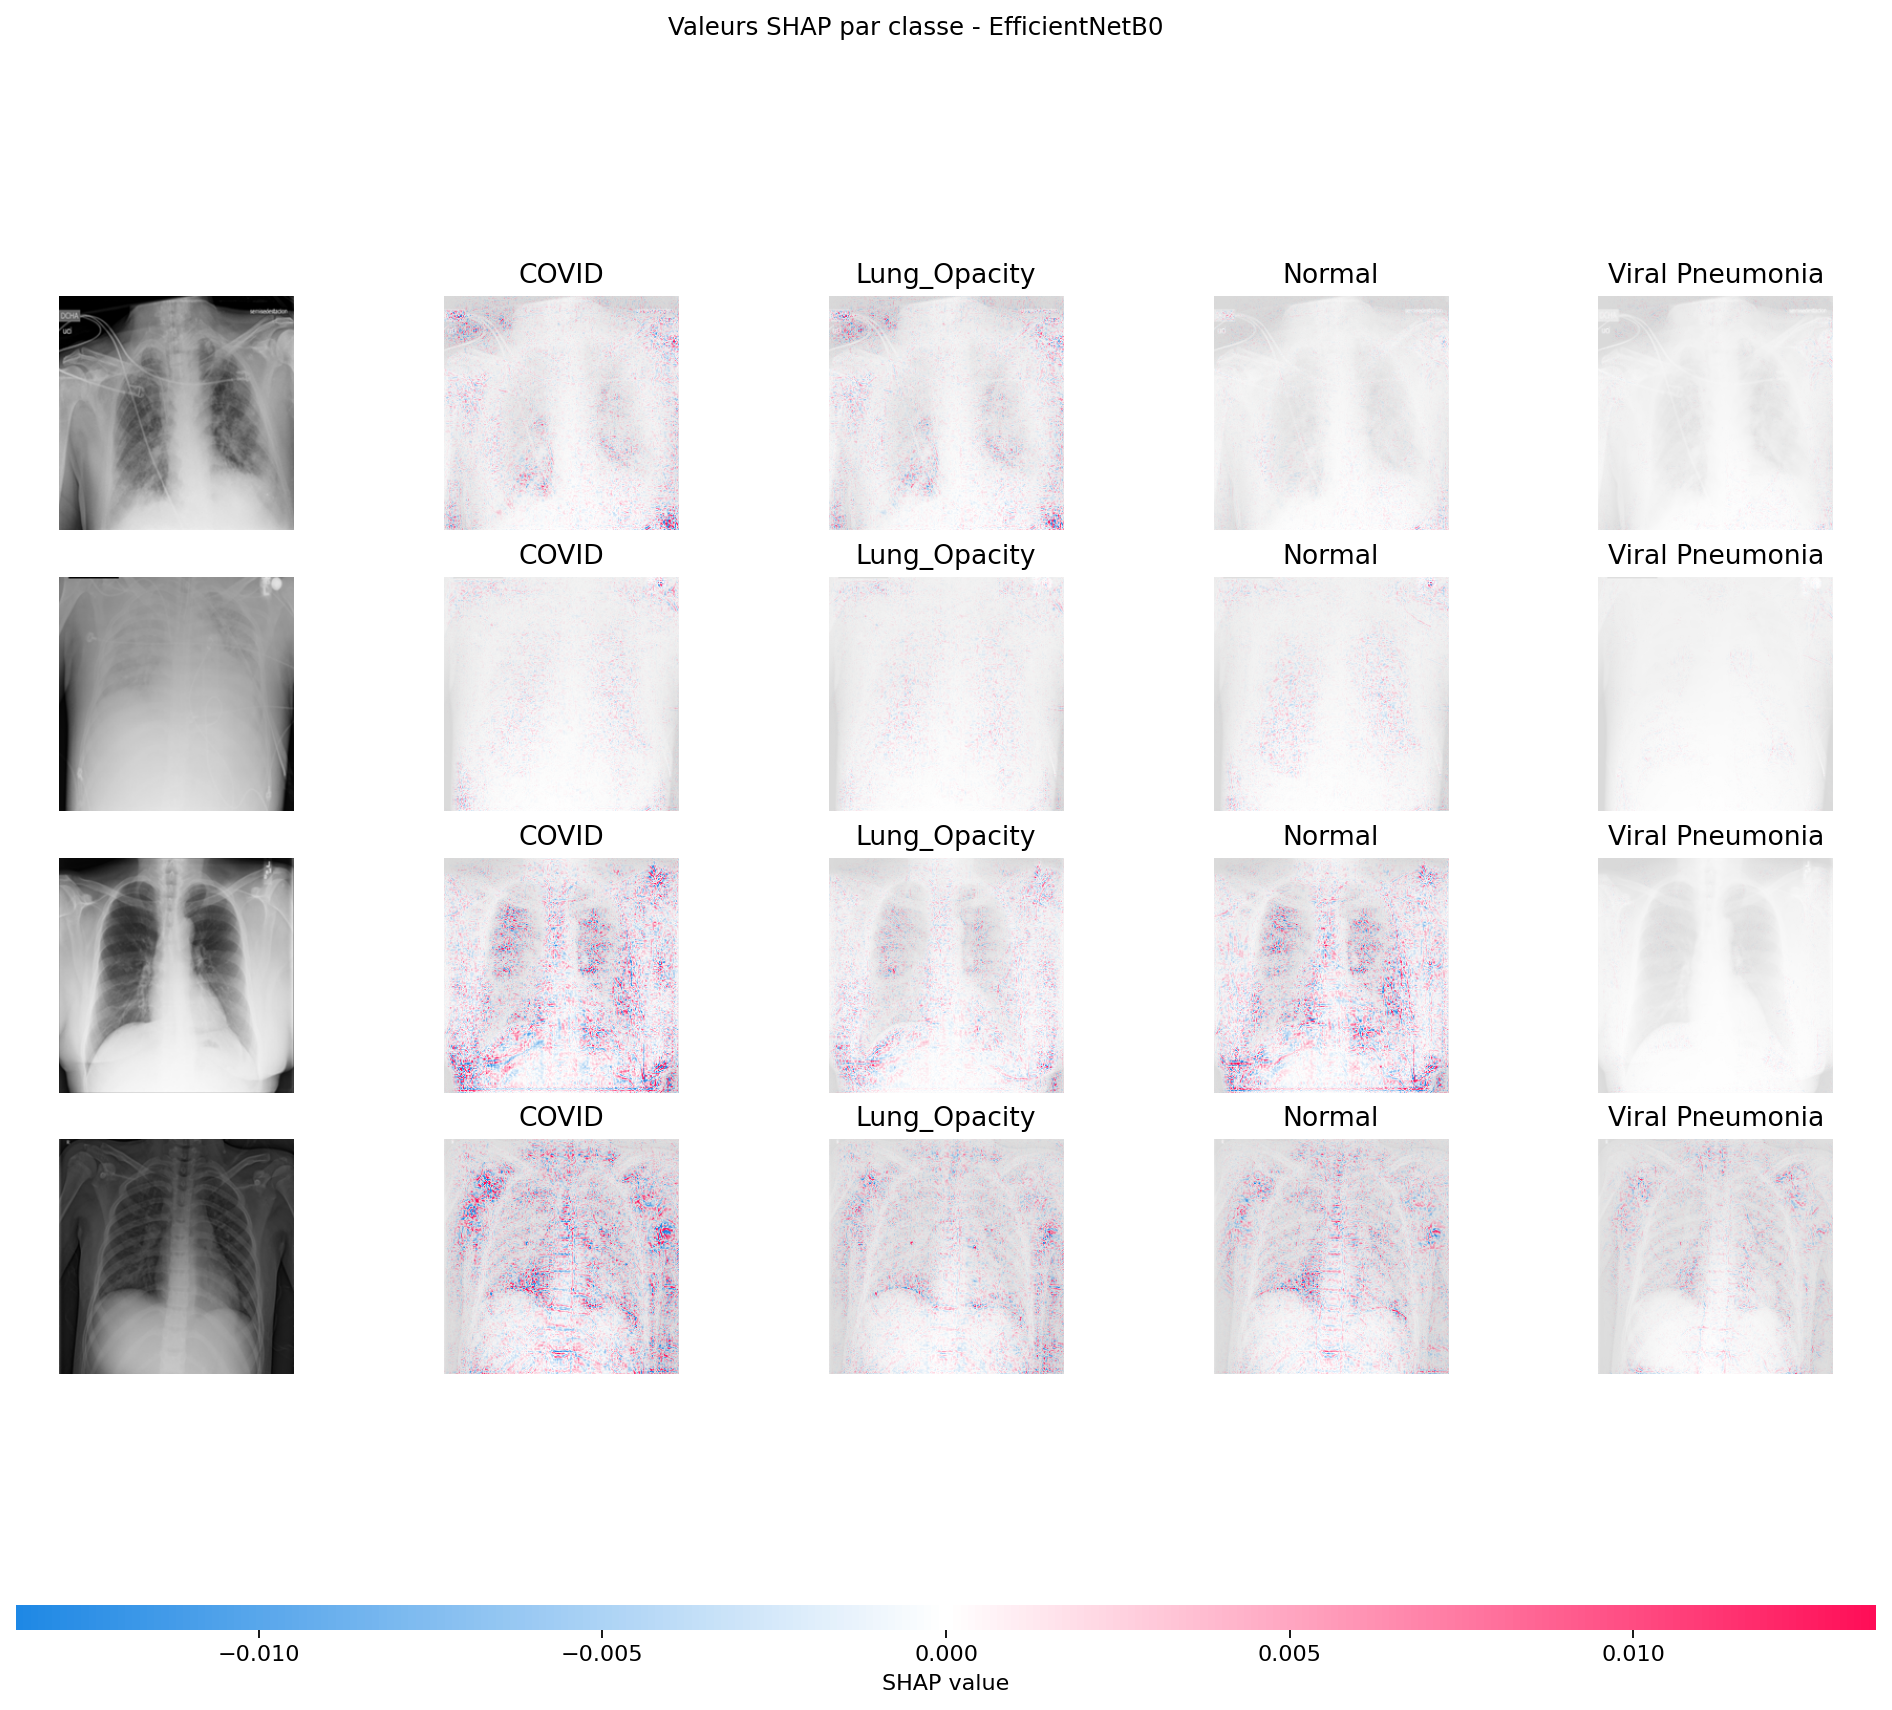 Valeurs SHAP par classe - EfficientNetB0
COVID Lung_Opacity Normal Viral Pneumonia
DCHA
COVID Lung_Opacity Normal Viral Pneumonia
COVID Lung_Opacity Normal Viral Pneumonia
COVID Lung_Opacity Normal Viral Pneumonia
−0.010 −0.005 0.000 0.005 0.010
SHAP value